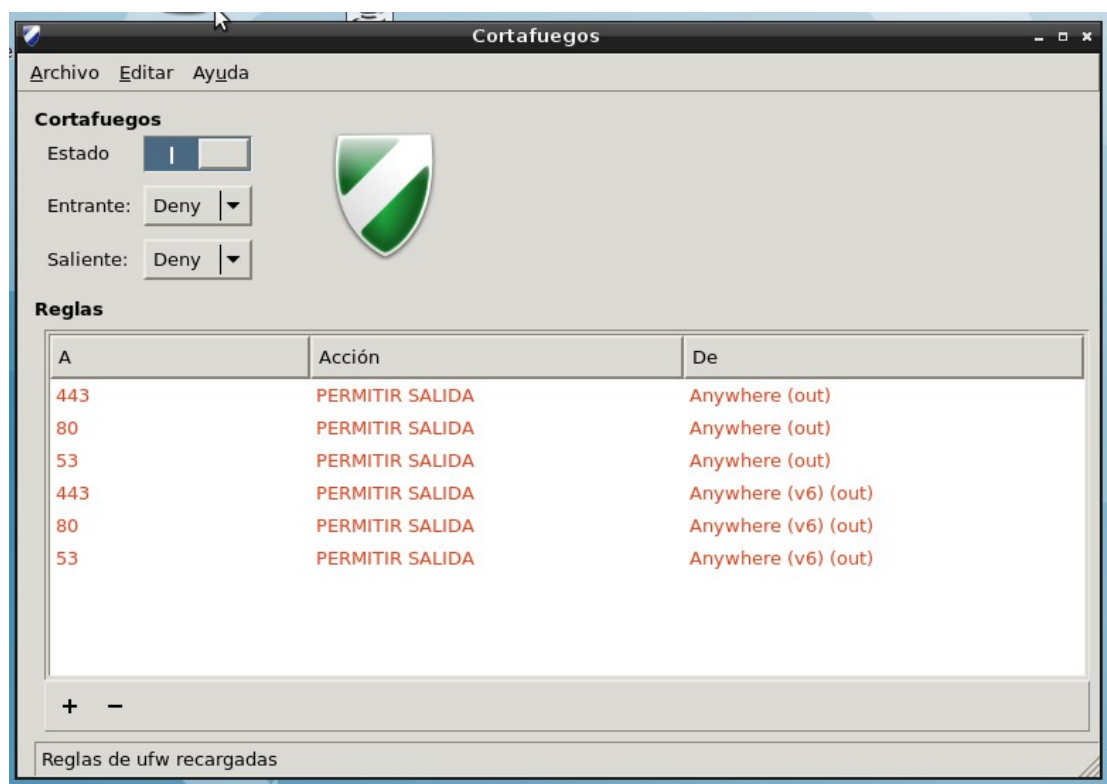 Cortafuegos
Archivo Editar Ayuda
Cortafuegos
Estado
Entrante: Deny
Saliente: Deny
Reglas
A Acción De
443 PERMITIR SALIDA Anywhere (out)
80 PERMITIR SALIDA Anywhere (out)
53 PERMITIR SALIDA Anywhere (out)
443 PERMITIR SALIDA Anywhere (v6) (out)
80 PERMITIR SALIDA Anywhere (v6) (out)
53 PERMITIR SALIDA Anywhere (v6) (out)
+ −
Reglas de ufw recargadas